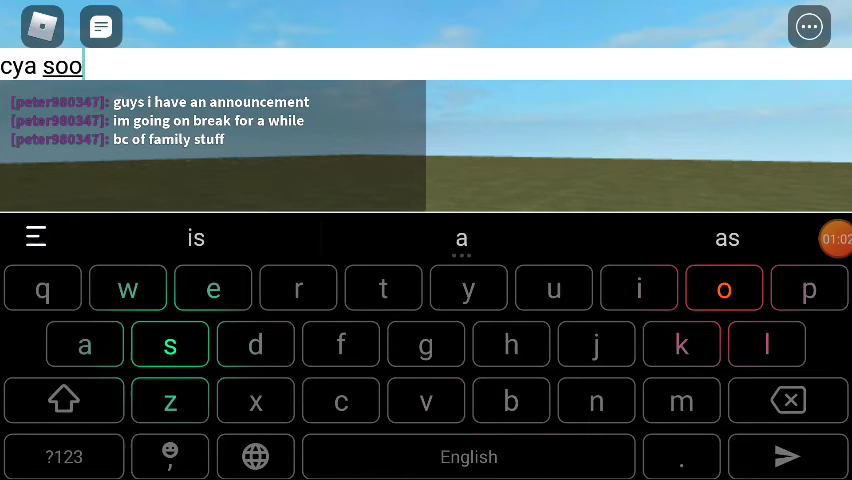 cya soo
[peter980347]: guys i have an announcement
[peter980347]: im going on break for a while
[peter980347]: bc of family stuff
is a as
01:02
q w e r t y u i o p
a s d f g h j k l
z x c v b n m
?123 , English .